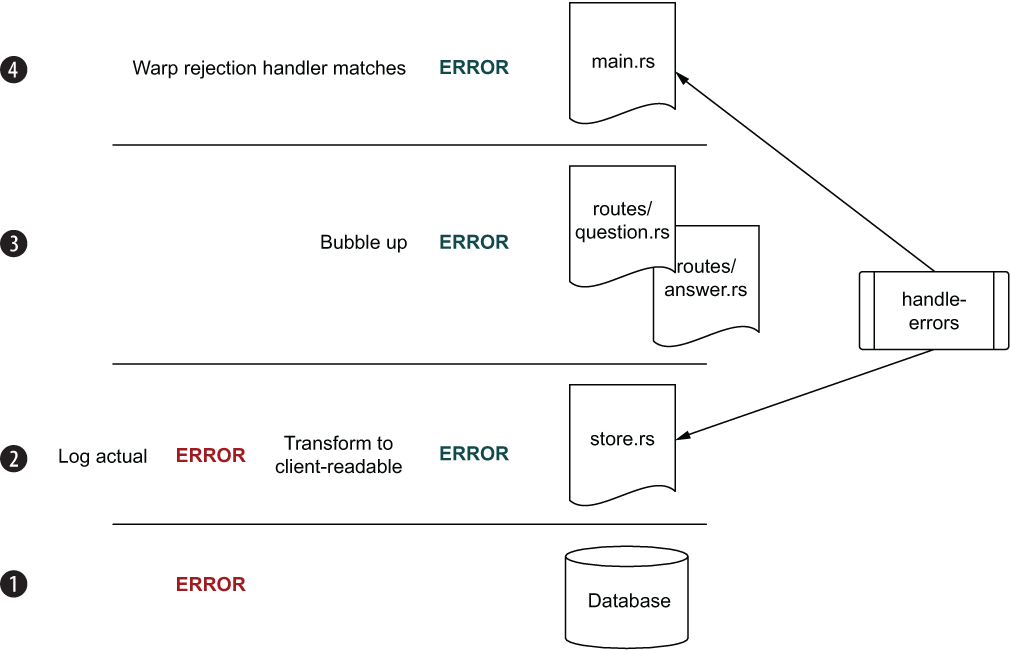 4
Warp rejection handler matches
ERROR
main.rs
3
Bubble up
ERROR
routes/
question.rs
routes/
answer.rs
handle-
errors
2
Log actual
ERROR
Transform to
client-readable
ERROR
store.rs
1
ERROR
Database